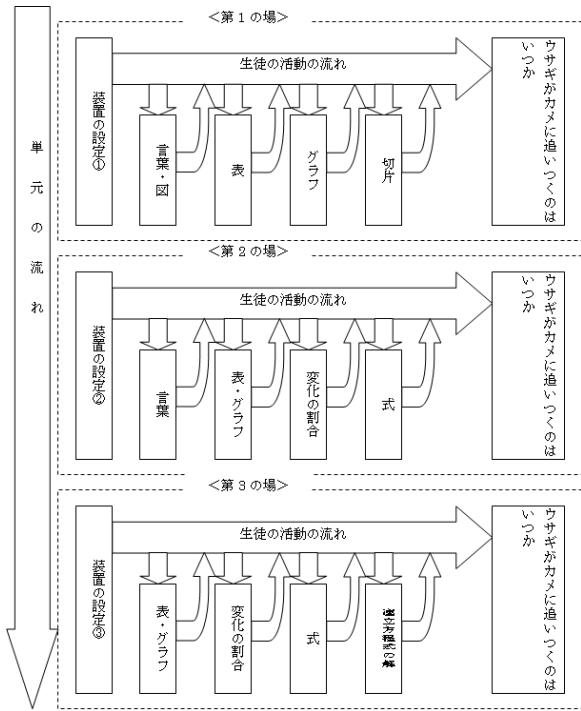 単元の流れ
＜第１の場＞
生徒の活動の流れ
装置の設定①
言葉・図
表
グラフ
切片
ウサギがカメに追いつくのは
いつか
＜第２の場＞
生徒の活動の流れ
装置の設定②
言葉
表・グラフ
変化の割合
式
ウサギがカメに追いつくのは
いつか
＜第３の場＞
生徒の活動の流れ
装置の設定③
表・グラフ
変化の割合
式
連立方程式の解
ウサギがカメに追いつくのは
いつか